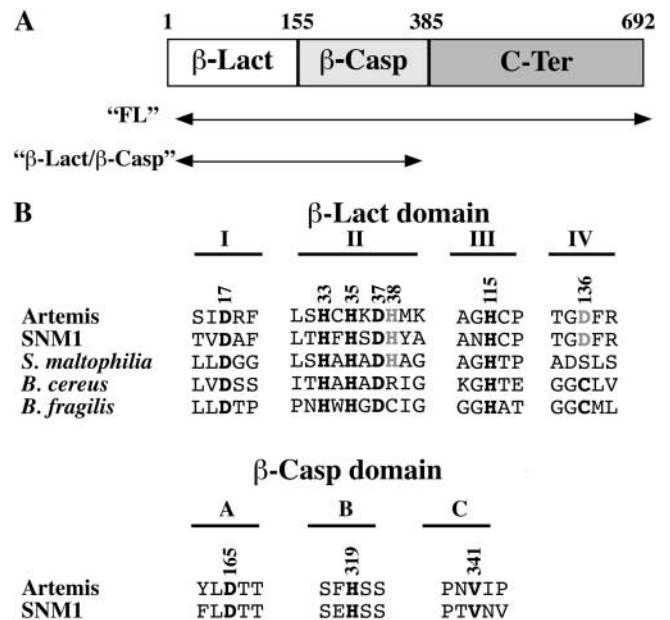 A
1 155 385 692
β-Lact β-Casp C-Ter
“FL”
“β-Lact/β-Casp”
B
β-Lact domain
I II III IV
17 33 35 37 38 115 136
Artemis SIDRF LSHCHKDHMK AGHCP TGDFR
SNM1 TVDAF LTHFHSDHYA ANHCP TGDFR
S. maltophilia LLDGG LSHAHADHAG AGHTP ADSLS
B. cereus LVDSS ITHAHADRIG KGHTE GGCLV
B. fragilis LLDTP PNHWHGDCIG GGHAT GGCML
β-Casp domain
A B C
165 319 341
Artemis YLDTT SFHSS PNVIP
SNM1 FLDTT SEHSS PTVNV